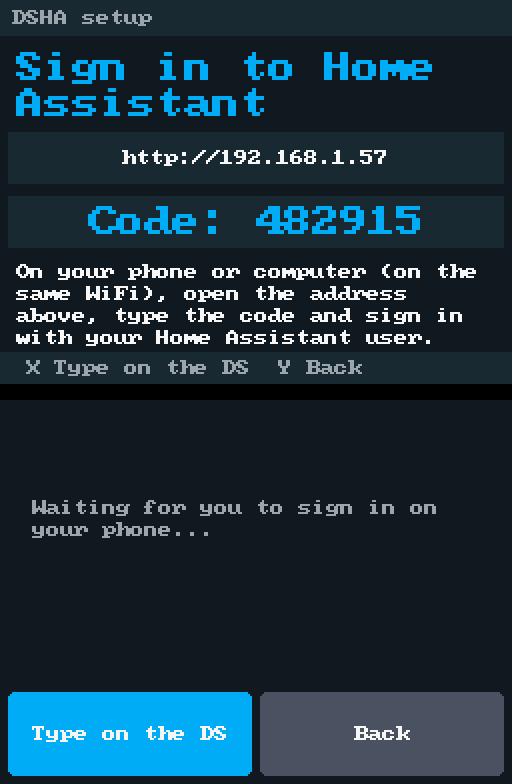 DSHA setup
Sign in to Home
Assistant
http://192.168.1.57
Code: 482915
On your phone or computer (on the
same WiFi), open the address
above, type the code and sign in
with your Home Assistant user.
X Type on the DS  Y Back
Waiting for you to sign in on
your phone...
Type on the DS
Back